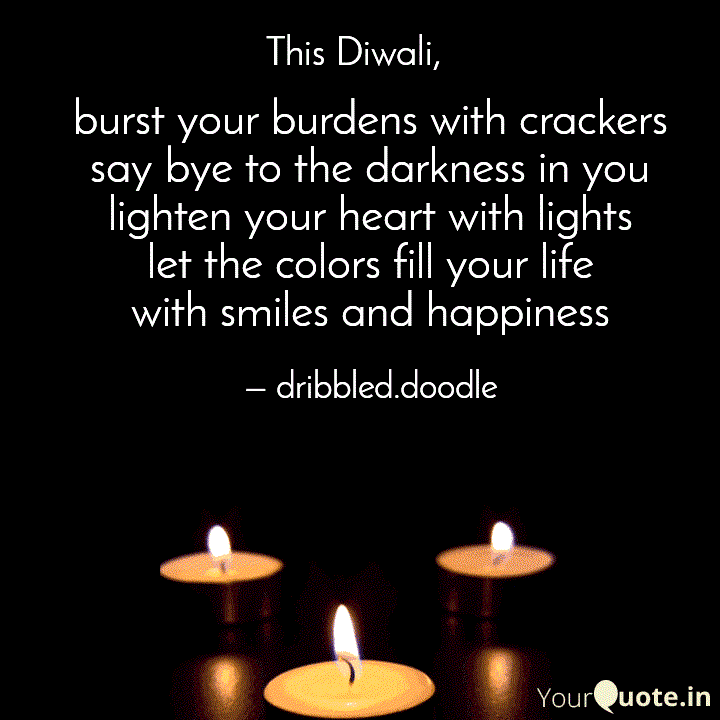 This Diwali,
burst your burdens with crackers
say bye to the darkness in you
lighten your heart with lights
let the colors fill your life
with smiles and happiness
– dribbled.doodle
YourQuote.in